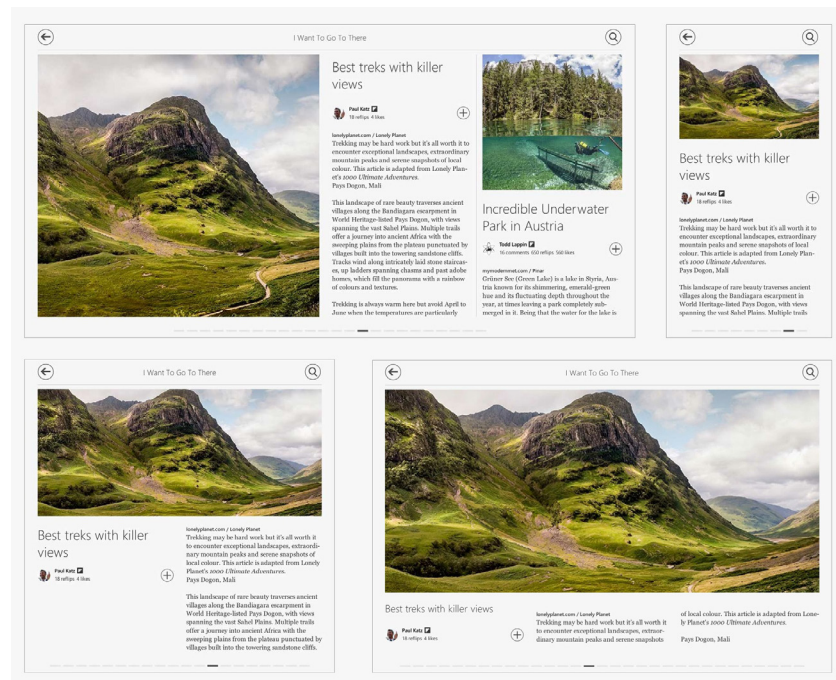 I Want To Go To There
Best treks with killer
views
Paul Katz
18 reflips 4 likes
lonelyplanet.com / Lonely Planet
Trekking may be hard work but it's all worth it to
encounter exceptional landscapes, extraordinary
mountain peaks and serene snapshots of local
colour. This article is adapted from Lonely Plan-
et's 1000 Ultimate Adventures.
Pays Dogon, Mali
This landscape of rare beauty traverses ancient
villages along the Bandiagara escarpment in
World Heritage-listed Pays Dogon, with views
spanning the vast Sahel Plains. Multiple trails
offer a journey into ancient Africa with the
sweeping plains from the plateau punctuated by
villages built into the towering sandstone cliffs.
Tracks wind along intricately laid stone staircas-
es, up ladders spanning chasms and past adobe
homes, which fill the panorama with a rainbow
of colours and textures.
Trekking is always warm here but avoid April to
June when the temperatures are particularly
Incredible Underwater
Park in Austria
Todd Lappin
16 comments 650 reflips 560 likes
mymodernmet.com / Pinar
Grüner See (Green Lake) is a lake in Styria, Aus-
tria known for its shimmering, emerald-green
hue and its fluctuating depth throughout the
year, at times leaving a park completely sub-
merged in it. Being that the water for the lake is
Best treks with killer
views
Paul Katz
18 reflips 4 likes
lonelyplanet.com / Lonely Planet
Trekking may be hard work but it's all worth it to
encounter exceptional landscapes, extraordinary
mountain peaks and serene snapshots of local
colour. This article is adapted from Lonely Plan-
et's 1000 Ultimate Adventures.
Pays Dogon, Mali
This landscape of rare beauty traverses ancient
villages along the Bandiagara escarpment in
World Heritage-listed Pays Dogon, with views
spanning the vast Sahel Plains. Multiple trails
I Want To Go To There
Best treks with killer
views
Paul Katz
18 reflips 4 likes
lonelyplanet.com / Lonely Planet
Trekking may be hard work but it's all worth it
to encounter exceptional landscapes, extraordi-
nary mountain peaks and serene snapshots of
local colour. This article is adapted from Lonely
Planet's 1000 Ultimate Adventures.
Pays Dogon, Mali
This landscape of rare beauty traverses ancient
villages along the Bandiagara escarpment in
World Heritage-listed Pays Dogon, with views
spanning the vast Sahel Plains. Multiple trails
offer a journey into ancient Africa with the
sweeping plains from the plateau punctuated by
villages built into the towering sandstone cliffs.
I Want To Go To There
Best treks with killer views
Paul Katz
18 reflips 4 likes
lonelyplanet.com / Lonely Planet
Trekking may be hard work but it's all worth it
to encounter exceptional landscapes, extraor-
dinary mountain peaks and serene snapshots
of local colour. This article is adapted from Lone-
ly Planet's 1000 Ultimate Adventures.
Pays Dogon, Mali